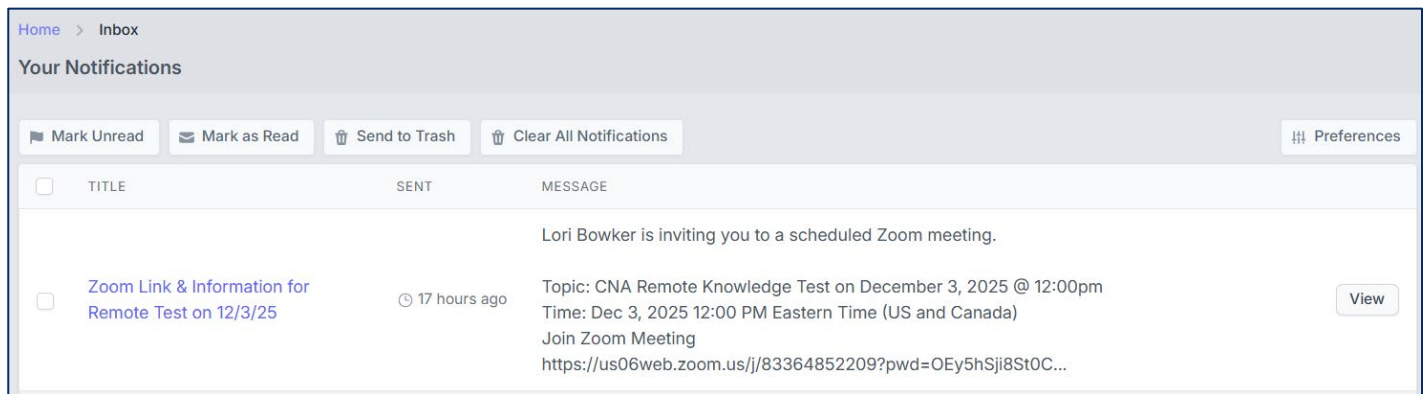 Home > Inbox
Your Notifications
Mark Unread Mark as Read Send to Trash Clear All Notifications Preferences
TITLE SENT MESSAGE
Lori Bowker is inviting you to a scheduled Zoom meeting.
Zoom Link & Information for
Remote Test on 12/3/25
17 hours ago
Topic: CNA Remote Knowledge Test on December 3, 2025 @ 12:00pm
Time: Dec 3, 2025 12:00 PM Eastern Time (US and Canada)
Join Zoom Meeting
https://us06web.zoom.us/j/83364852209?pwd=OEy5hSji8St0C...
View